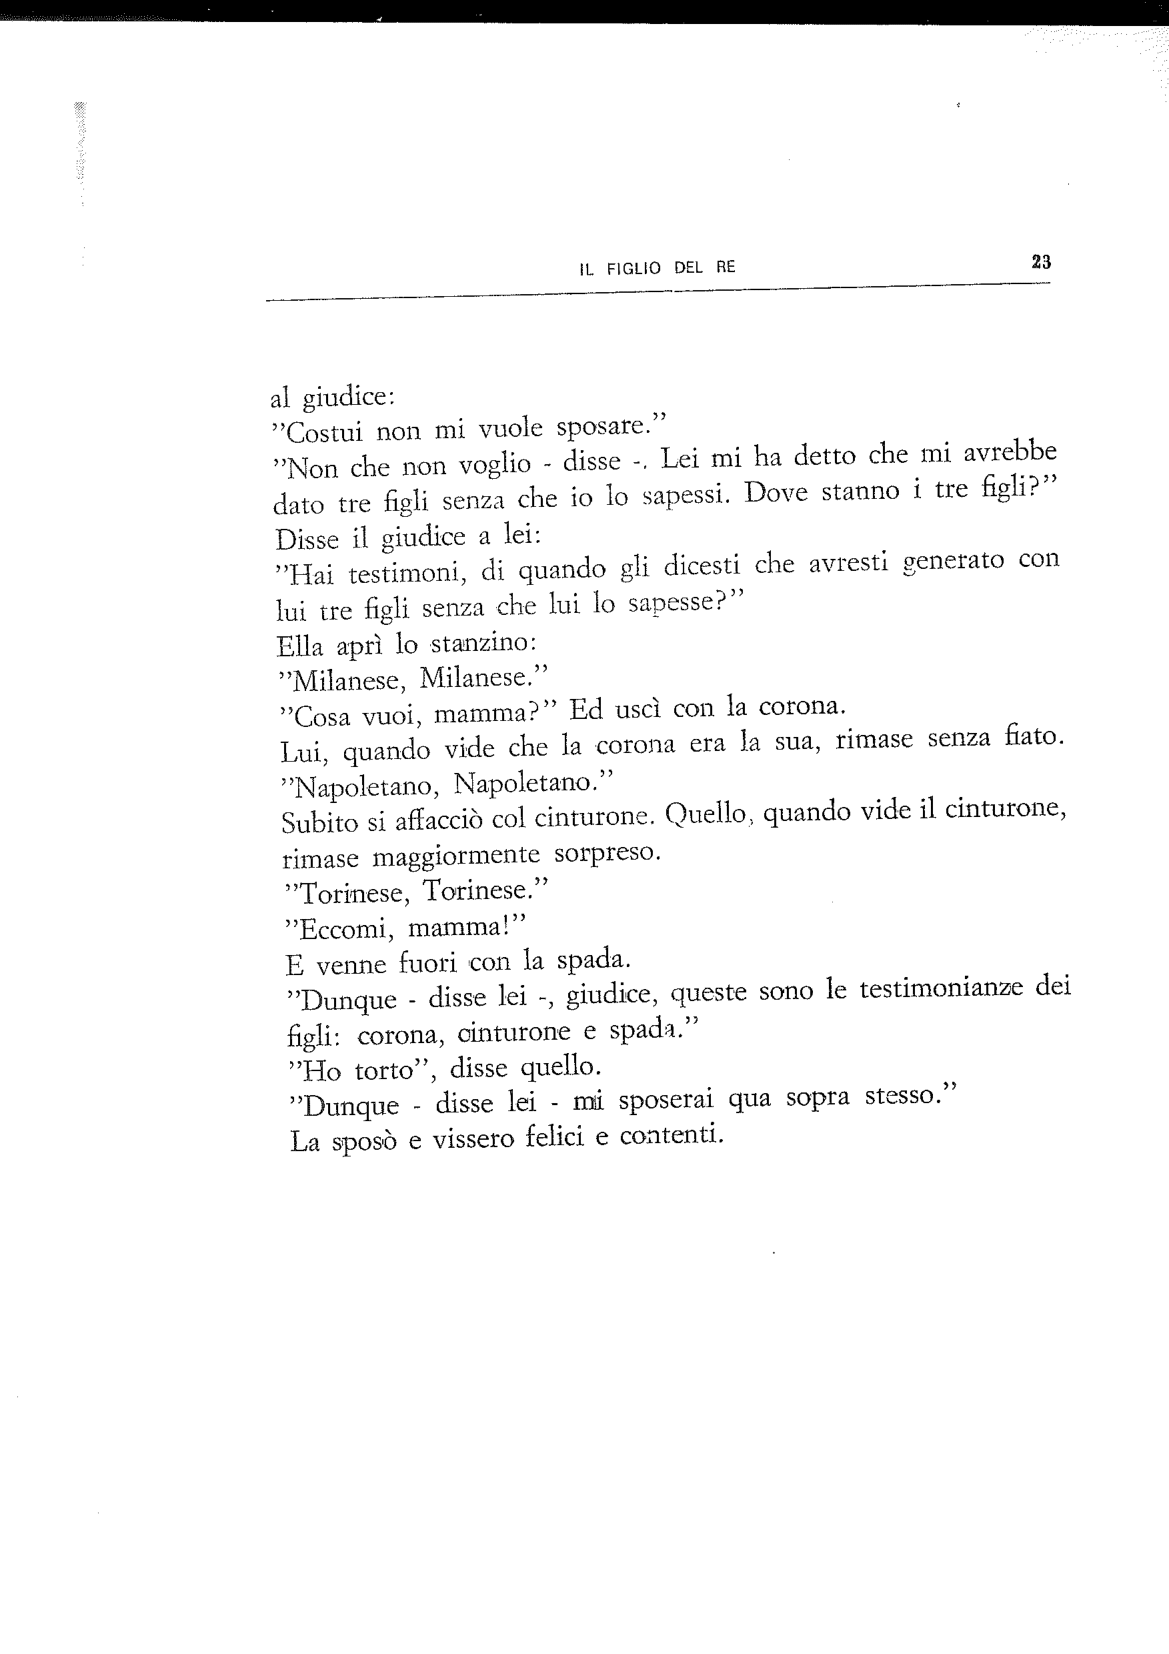 IL FIGLIO DEL RE 23
al giudice:
”Costui non mi vuole sposare.”
”Non che non voglio - disse -. Lei mi ha detto che mi avrebbe
dato tre figli senza che io lo sapessi. Dove stanno i tre figli?”
Disse il giudice a lei:
”Hai testimoni, di quando gli dicesti che avresti generato con
lui tre figli senza che lui lo sapesse?”
Ella aprì lo stanzino:
”Milanese, Milanese.”
”Cosa vuoi, mamma?” Ed uscì con la corona.
Lui, quando vide che la corona era la sua, rimase senza fiato.
”Napoletano, Napoletano.”
Subito si affacciò col cinturone. Quello, quando vide il cinturone,
rimase maggiormente sorpreso.
”Torinese, Torinese.”
”Eccomi, mamma!”
E venne fuori con la spada.
”Dunque - disse lei -, giudice, queste sono le testimonianze dei
figli: corona, cinturone e spada.”
”Ho torto”, disse quello.
”Dunque - disse lei - mi sposerai qua sopra stesso.”
La sposò e vissero felici e contenti.